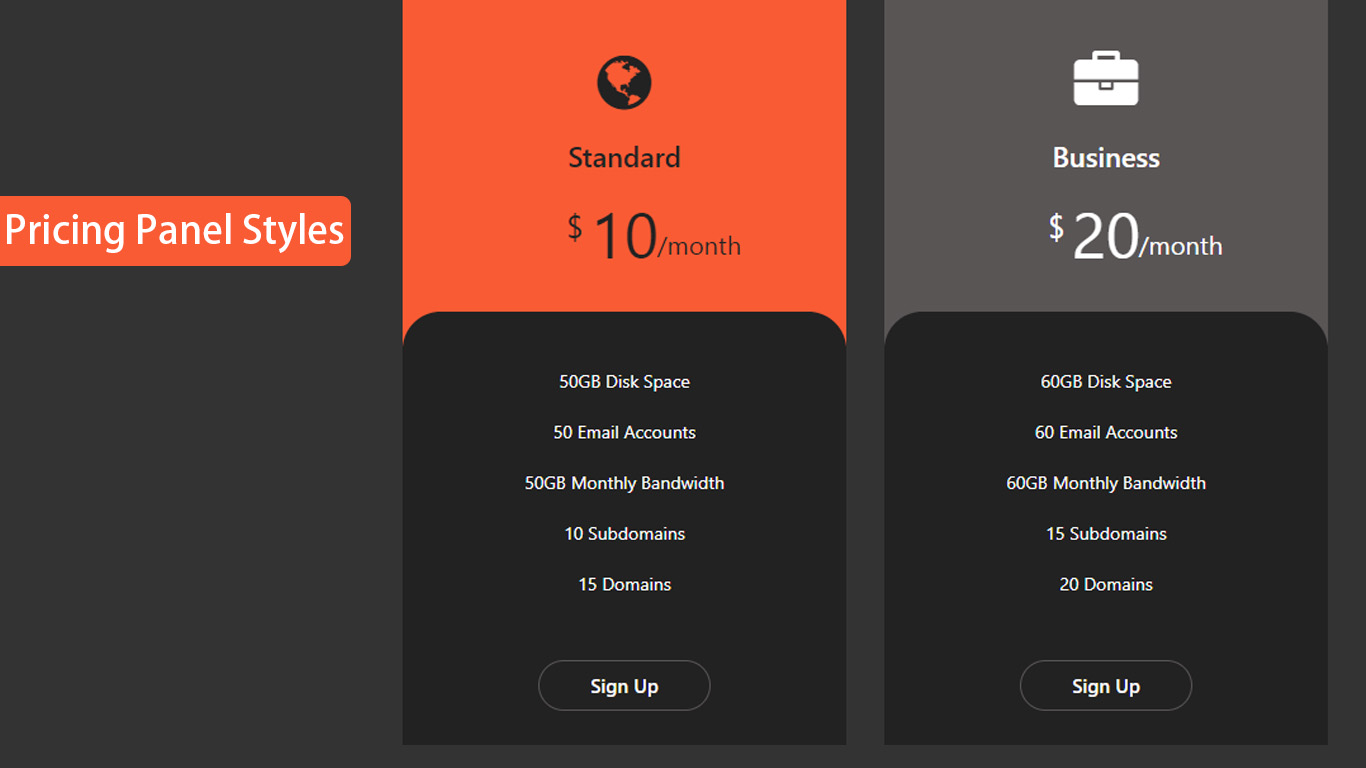 Pricing Panel Styles
Standard
$ 10/month
50GB Disk Space
50 Email Accounts
50GB Monthly Bandwidth
10 Subdomains
15 Domains
Sign Up
Business
$ 20/month
60GB Disk Space
60 Email Accounts
60GB Monthly Bandwidth
15 Subdomains
20 Domains
Sign Up